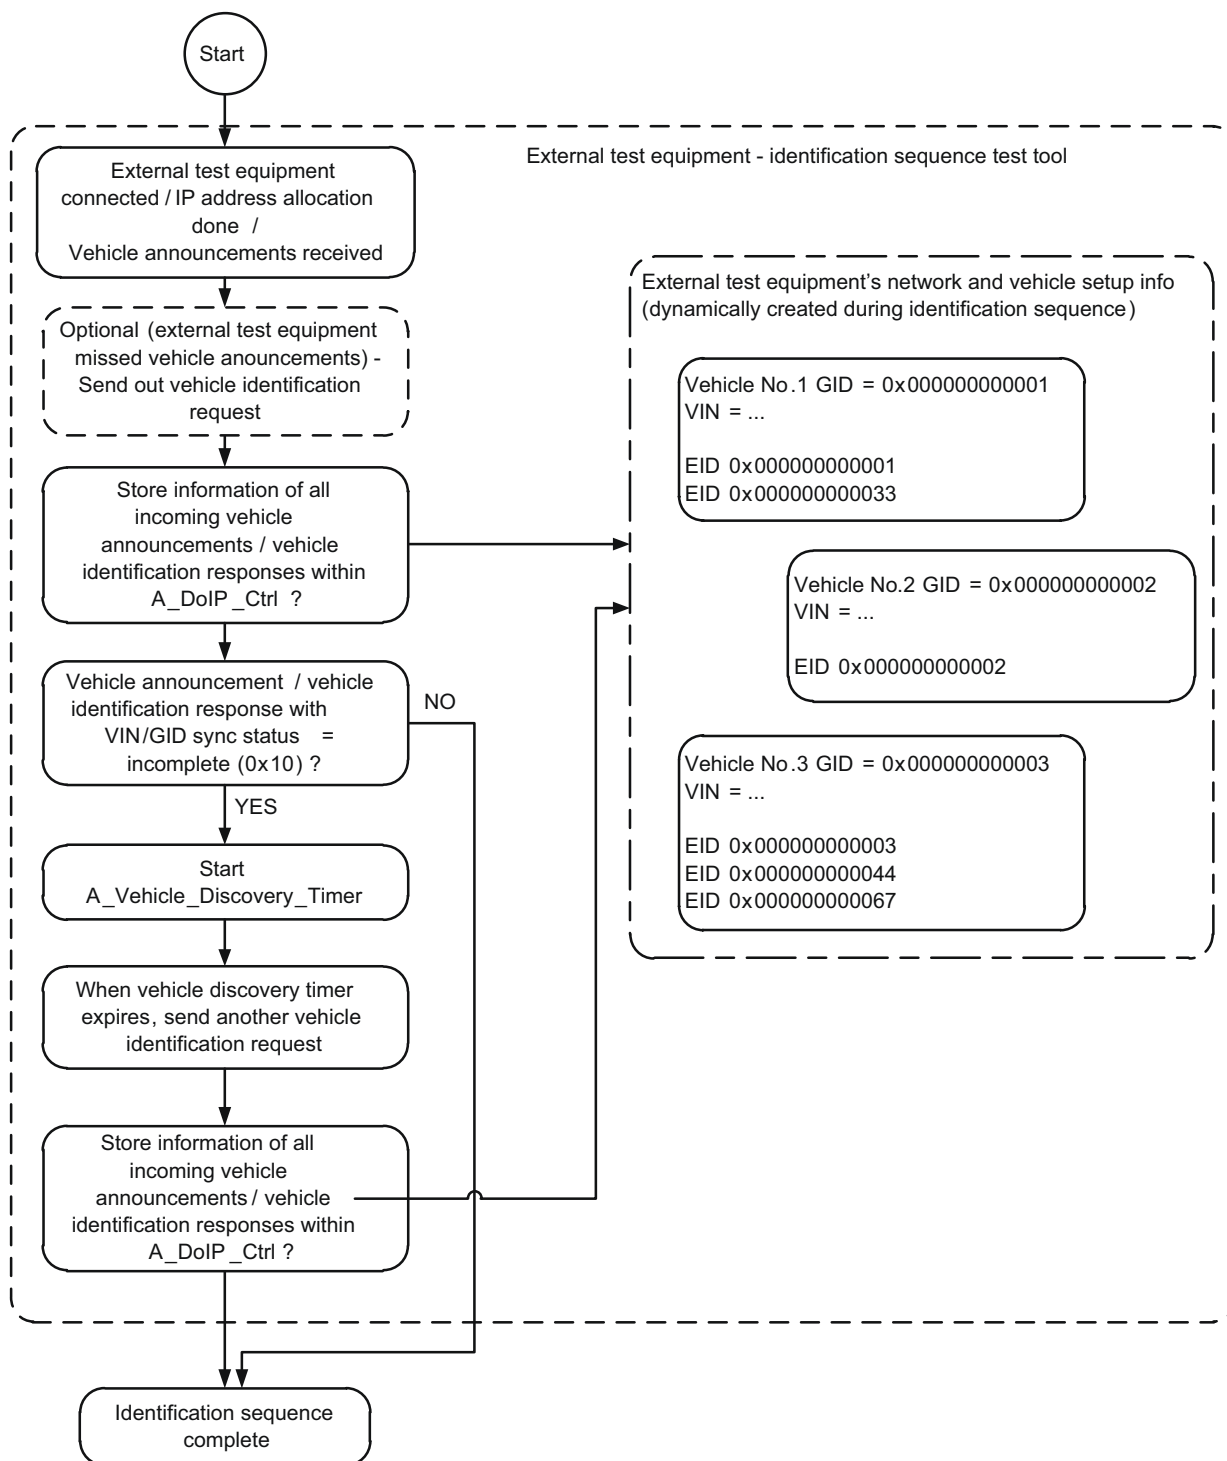 Start
External test equipment - identification sequence test tool
External test equipment
connected / IP address allocation
done /
Vehicle announcements received
Optional (external test equipment
missed vehicle anouncements) -
Send out vehicle identification
request
Store information of all
incoming vehicle
announcements / vehicle
identification responses within
A_DoIP_Ctrl ?
Vehicle announcement / vehicle
identification response with
VIN/GID sync status =
incomplete (0x10) ?
NO
YES
Start
A_Vehicle_Discovery_Timer
When vehicle discovery timer
expires, send another vehicle
identification request
Store information of all
incoming vehicle
announcements / vehicle
identification responses within
A_DoIP_Ctrl ?
Identification sequence
complete
External test equipment's network and vehicle setup info
(dynamically created during identification sequence)
Vehicle No.1 GID = 0x000000000001
VIN = ...
EID 0x000000000001
EID 0x000000000033
Vehicle No.2 GID = 0x000000000002
VIN = ...
EID 0x000000000002
Vehicle No.3 GID = 0x000000000003
VIN = ...
EID 0x000000000003
EID 0x000000000044
EID 0x000000000067